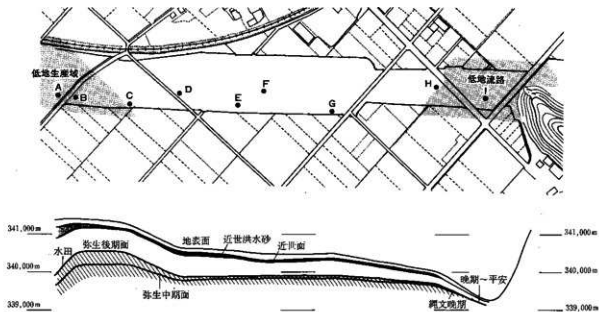 低地生産域
A
B
C
D
E
F
G
H
低地流路
I
341,000m
341,000m
340,000m
340,000m
339,000m
339,000m
地表面
近世洪水砂
近世面
水田
弥生後期面
弥生中期面
縄文晩期
晩期~平安